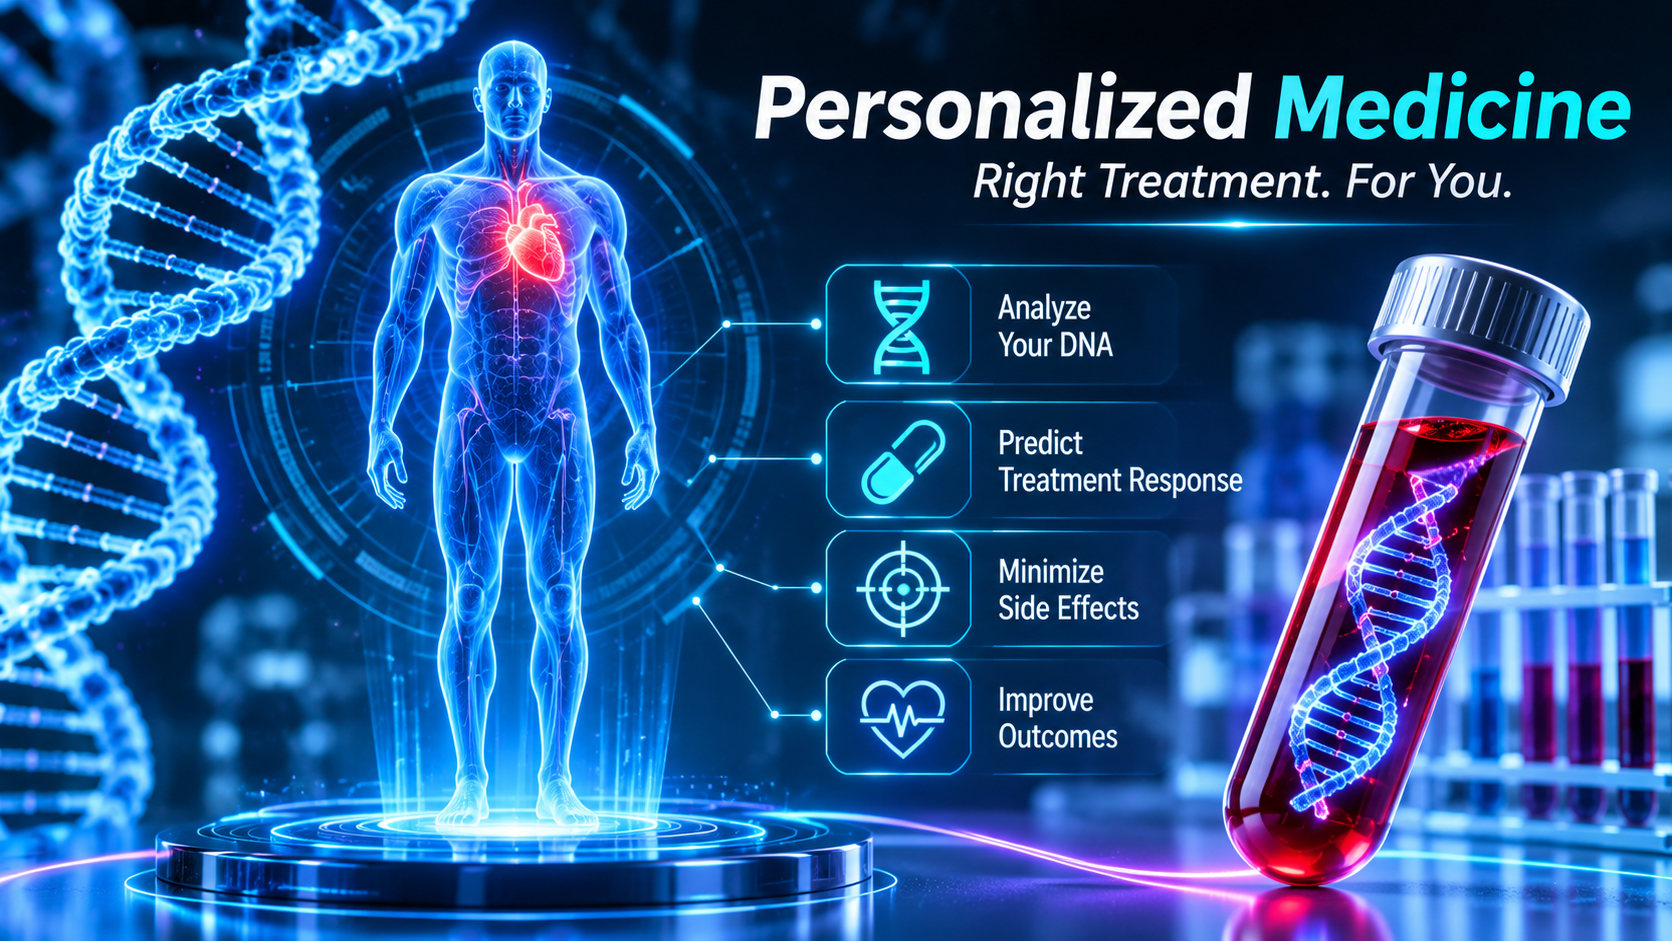 Personalized Medicine
Right Treatment. For You.
Analyze
Your DNA
Predict
Treatment Response
Minimize
Side Effects
Improve
Outcomes